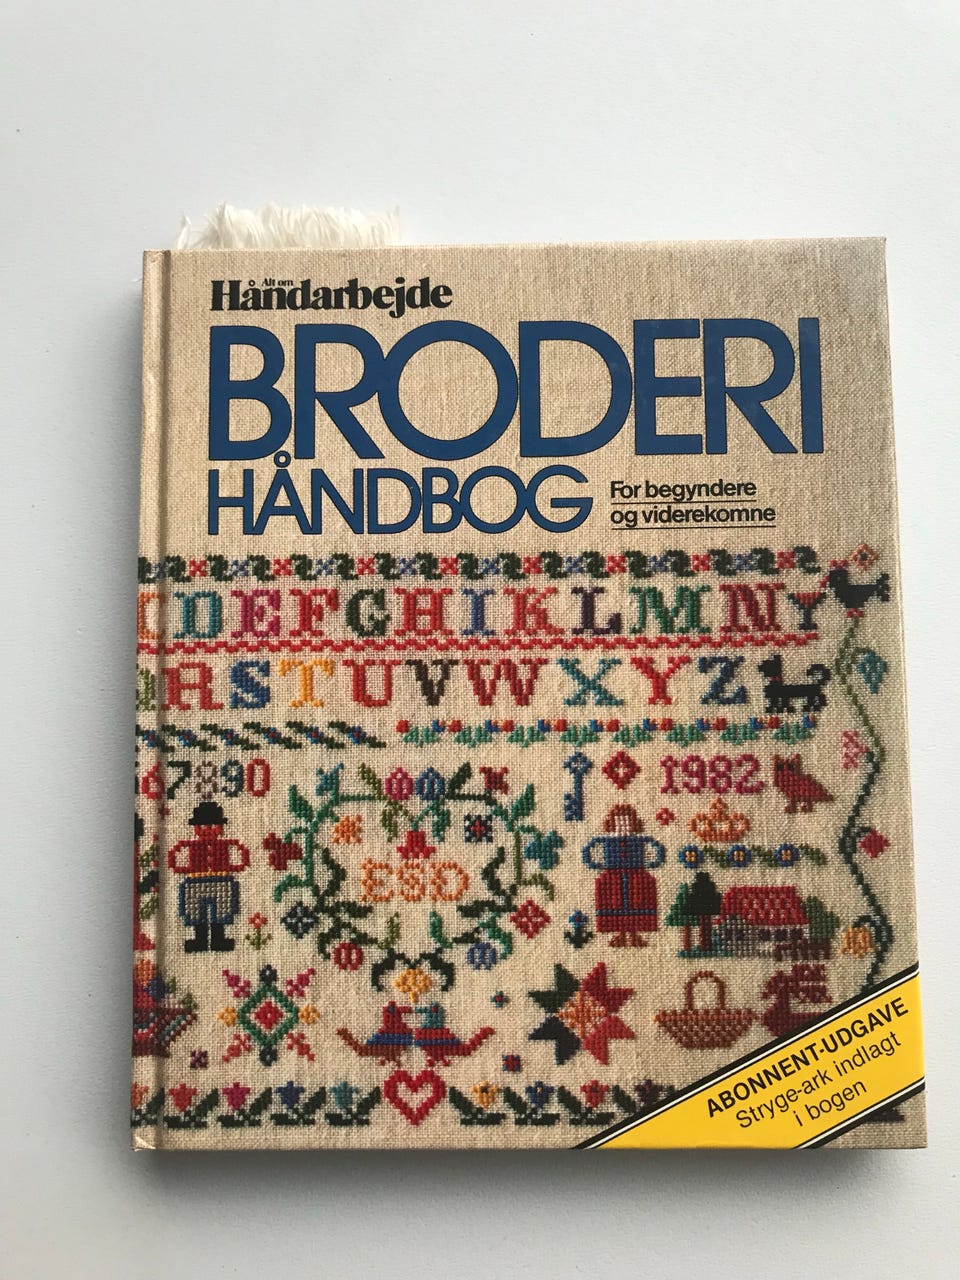 Alt om
Håndarbejde
BRODERI
HÅNDBOG
For begyndere
og viderekomne
DEFGHIKLMN
RSTUVWXYZ
67890
1982
ESD
ABONNENT-UDGAVE
Stryge-ark indlagt
i bogen